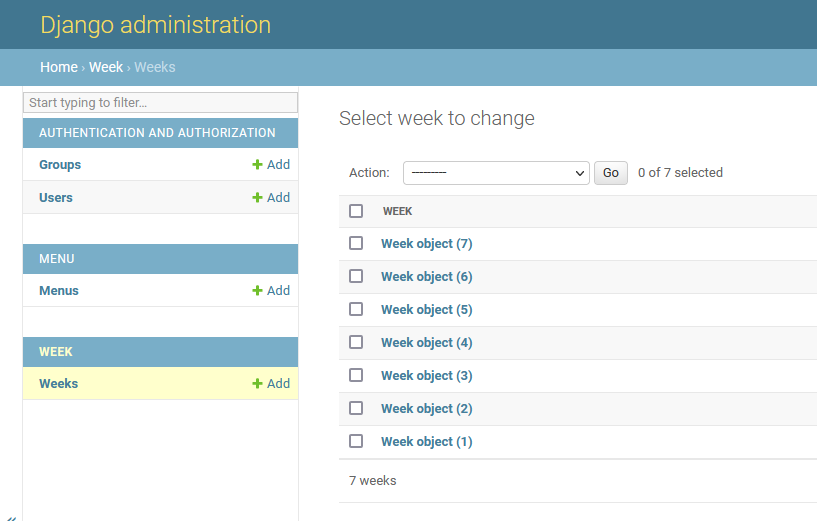 Django administration
Home › Week › Weeks
Start typing to filter...
AUTHENTICATION AND AUTHORIZATION
Groups + Add
Users + Add
MENU
Menus + Add
WEEK
Weeks + Add
«
Select week to change
Action: --------- Go 0 of 7 selected
WEEK
Week object (7)
Week object (6)
Week object (5)
Week object (4)
Week object (3)
Week object (2)
Week object (1)
7 weeks